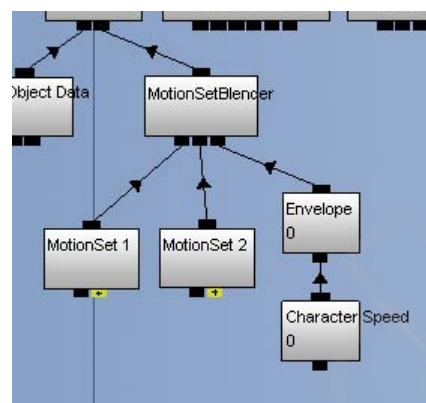 Object Data
MotionSetBlender
Envelope
0
MotionSet 1
MotionSet 2
Character Speed
0